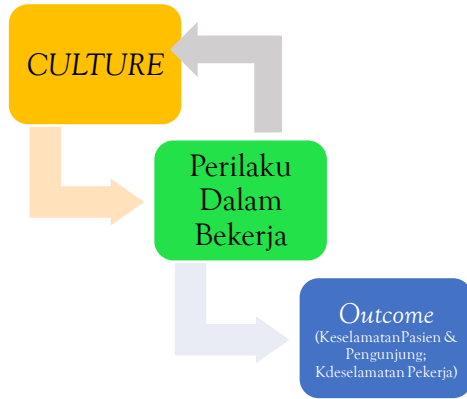 CULTURE
Perilaku
Dalam
Bekerja
Outcome
(KeselamatanPasien &
Pengunjung;
Kdeselamatan Pekerja)